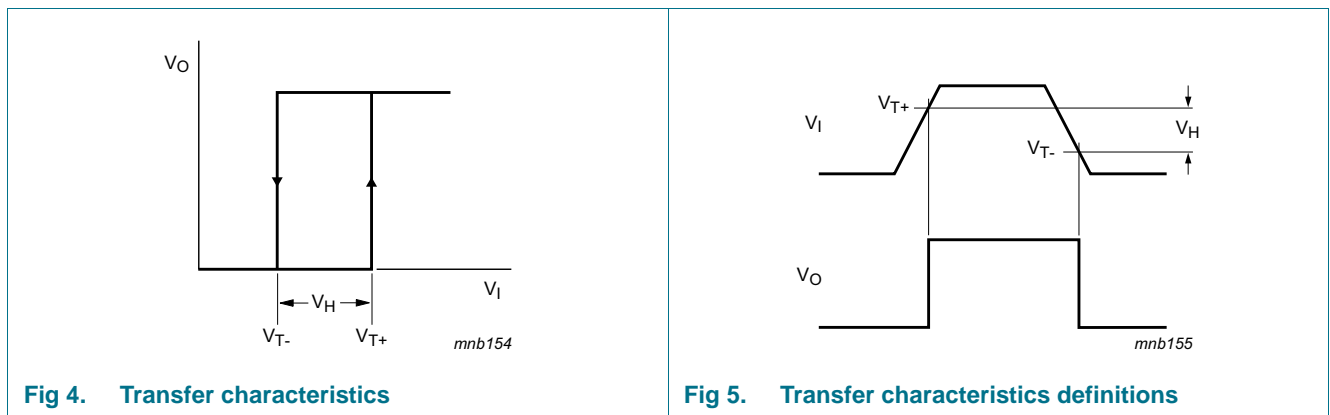 VO
VH
VI
VT-
VT+
mnb154
Fig 4. Transfer characteristics
VT+
VI
VH
VT-
VO
mnb155
Fig 5. Transfer characteristics definitions